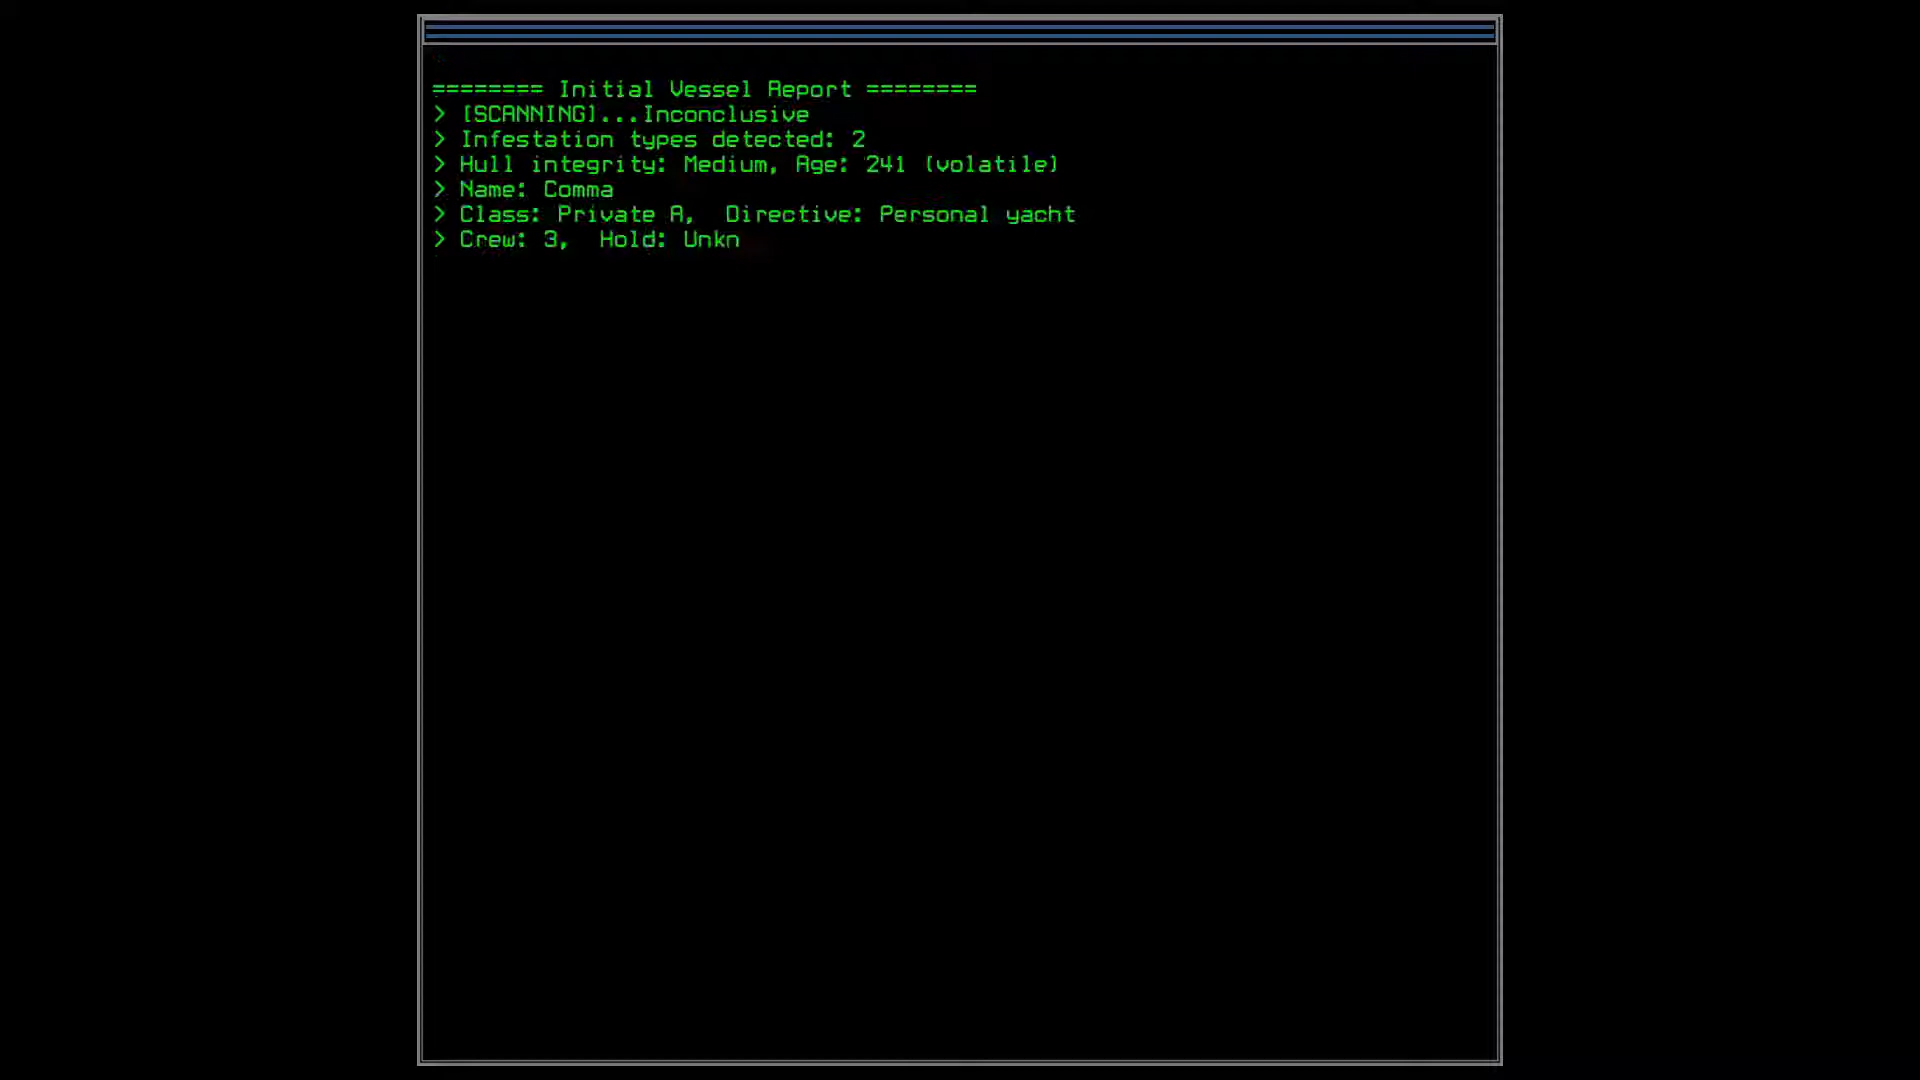 ======== Initial Vessel Report ========
> [SCANNING]...Inconclusive
> Infestation types detected: 2
> Hull integrity: Medium, Age: 241 (volatile)
> Name: Comma
> Class: Private A,  Directive: Personal yacht
> Crew: 3,  Hold: Unkn